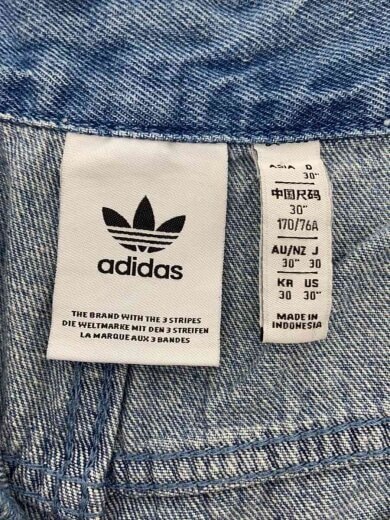 adidas
THE BRAND WITH THE 3 STRIPES
DIE WELTMARKE MIT DEN 3 STREIFEN
LA MARQUE AUX 3 BANDES
ASIA D
30"
中国尺码
30"
170/76A
AU/NZ J
30" 30
KR US
30 30"
MADE IN
INDONESIA